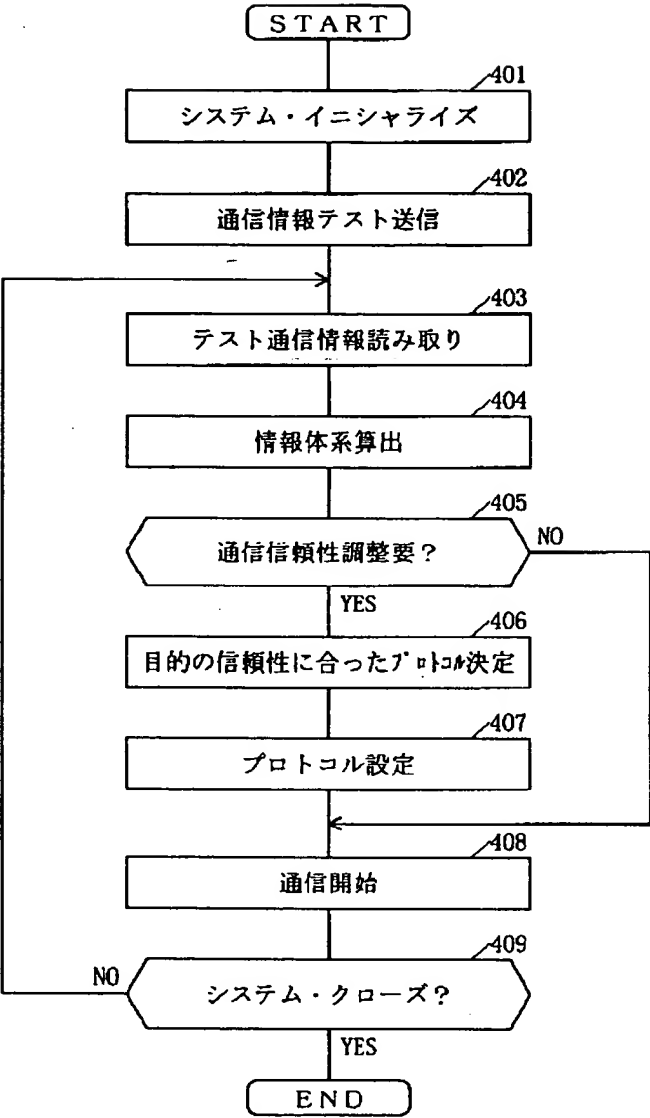 START
401
システム・イニシャライズ
402
通信情報テスト送信
403
テスト通信情報読み取り
404
情報体系算出
405
通信信頼性調整要?
NO
YES
406
目的の信頼性に合ったﾌﾟﾛﾄｺﾙ決定
407
プロトコル設定
408
通信開始
409
システム・クローズ?
NO
YES
END